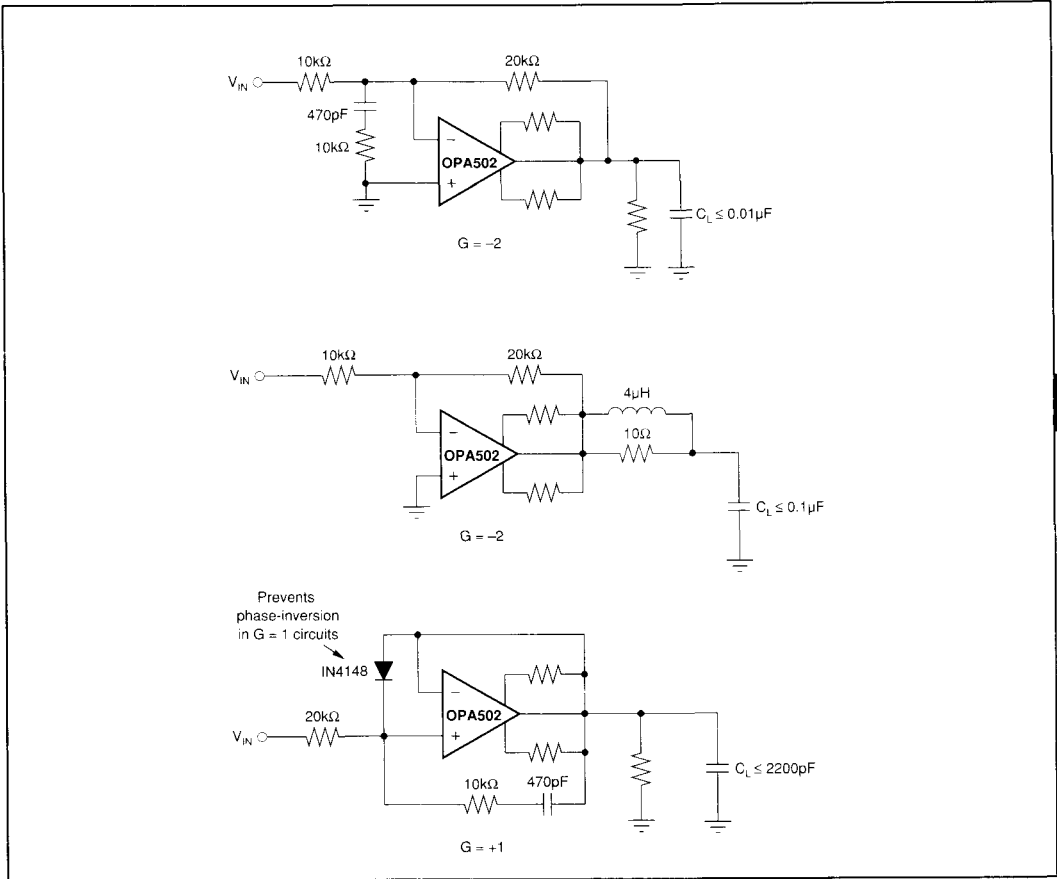 10kΩ
20kΩ
V_IN
470pF
10kΩ
−
OPA502
+
C_L ≤ 0.01µF
G = −2
10kΩ
20kΩ
V_IN
4µH
−
10Ω
OPA502
+
C_L ≤ 0.1µF
G = −2
Prevents
phase-inversion
in G = 1 circuits
IN4148
−
OPA502
20kΩ
V_IN
+
C_L ≤ 2200pF
10kΩ
470pF
G = +1